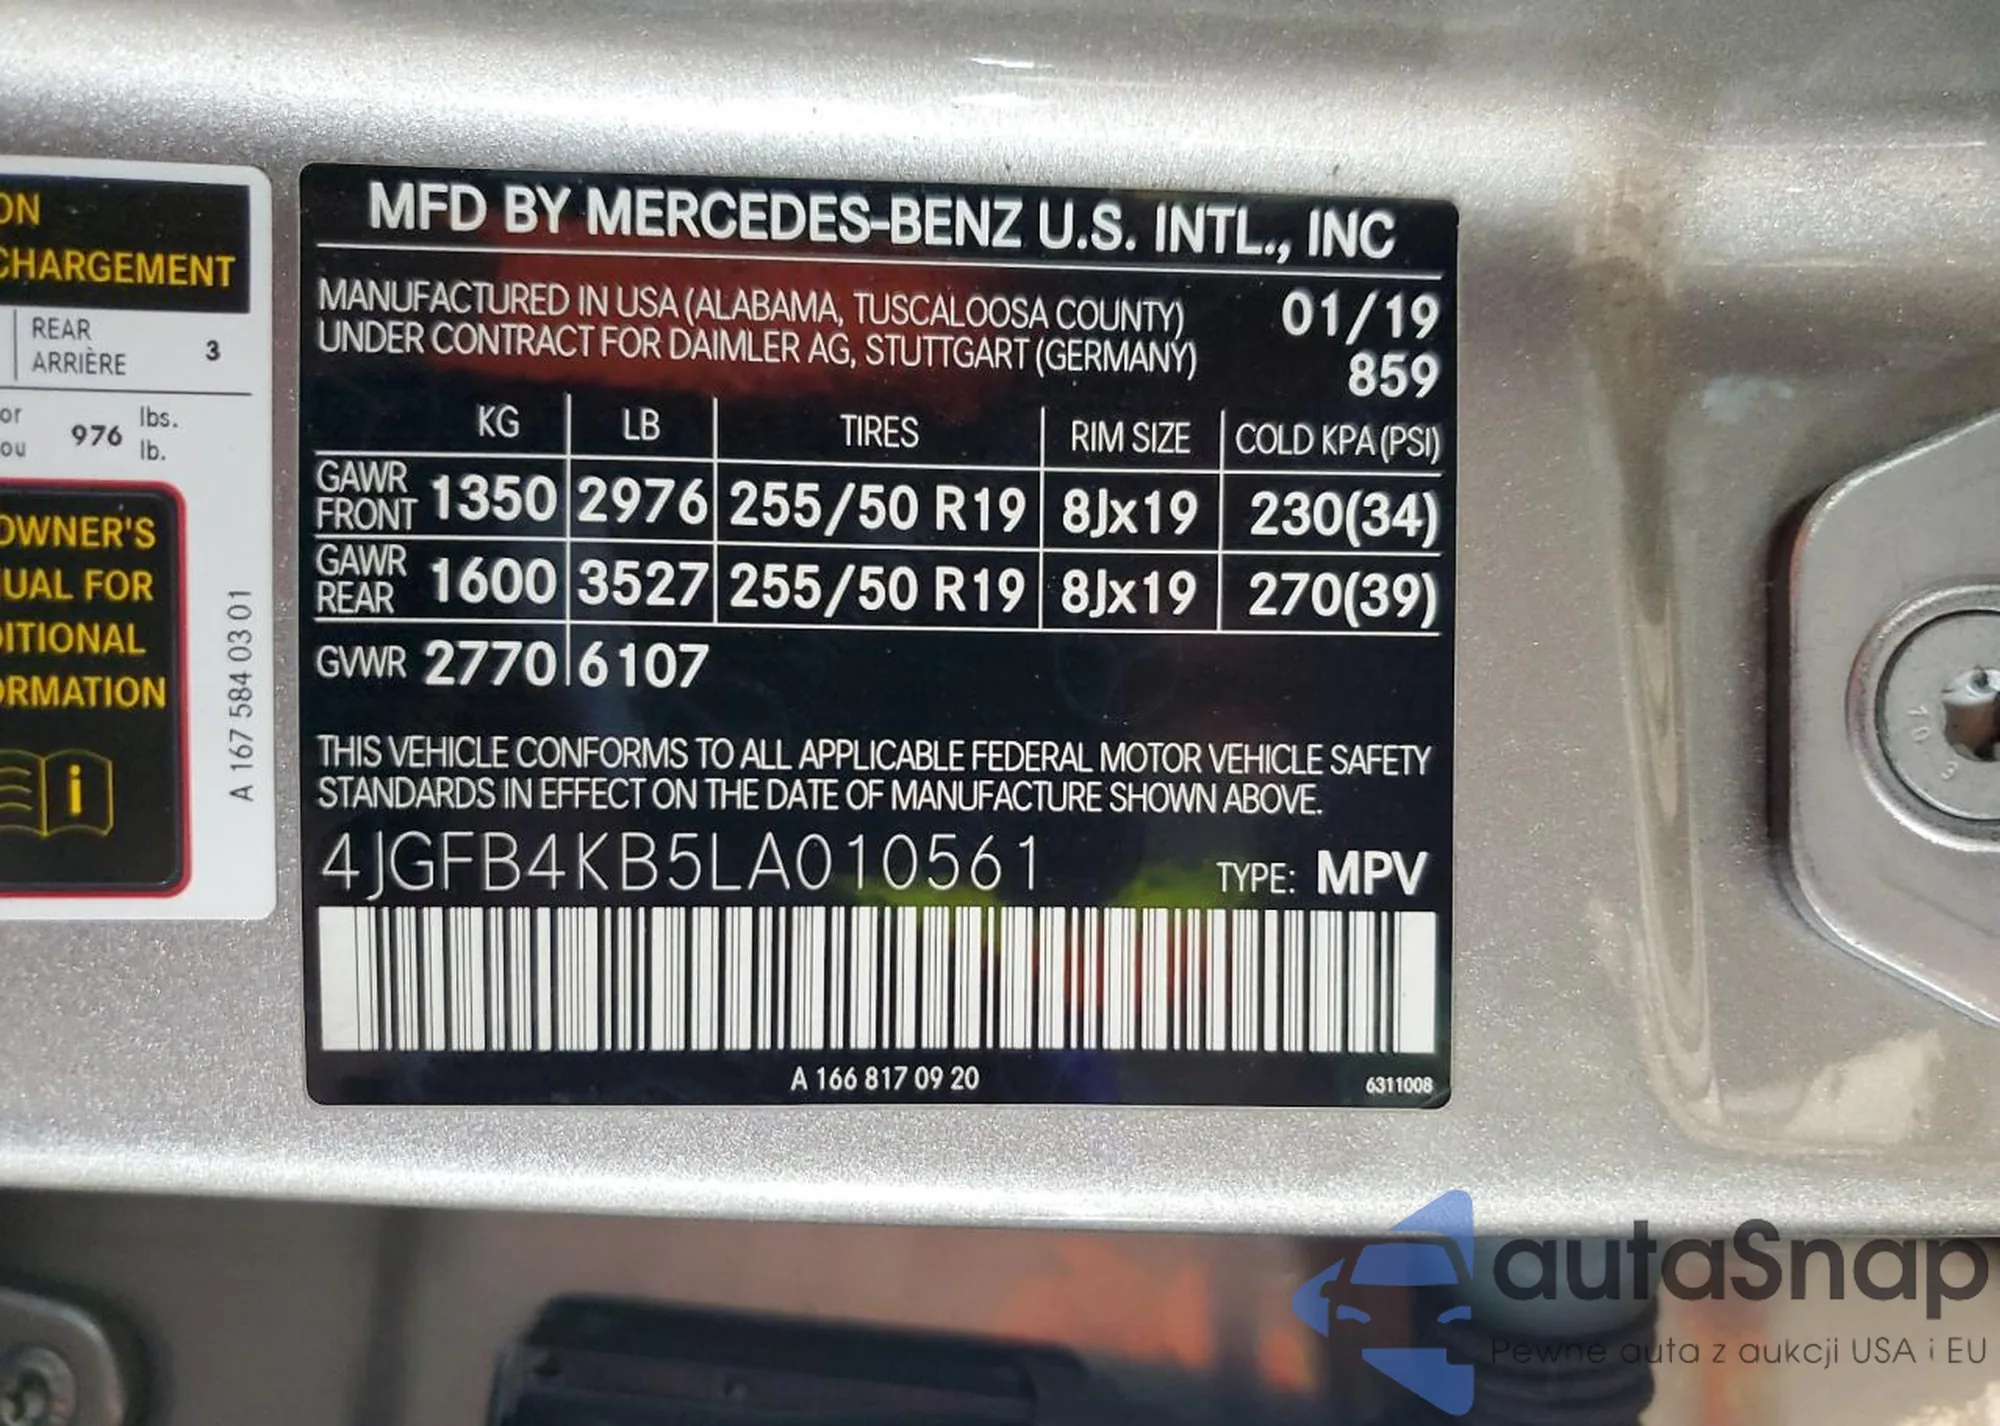 ON
CHARGEMENT
REAR
ARRIÈRE 3
or
ou 976 lbs.
lb.
OWNER'S
UAL FOR
DITIONAL
ORMATION
i
A 167 584 03 01
MFD BY MERCEDES-BENZ U.S. INTL., INC
MANUFACTURED IN USA (ALABAMA, TUSCALOOSA COUNTY) 01/19
UNDER CONTRACT FOR DAIMLER AG, STUTTGART (GERMANY) 859
KG LB TIRES RIM SIZE COLD KPA (PSI)
GAWR FRONT 1350 2976 255/50 R19 8Jx19 230(34)
GAWR REAR 1600 3527 255/50 R19 8Jx19 270(39)
GVWR 2770 6107
THIS VEHICLE CONFORMS TO ALL APPLICABLE FEDERAL MOTOR VEHICLE SAFETY
STANDARDS IN EFFECT ON THE DATE OF MANUFACTURE SHOWN ABOVE.
4JGFB4KB5LA010561 TYPE: MPV
A 166 817 09 20 6311008
autaSnap
Pewne auta z aukcji USA i EU